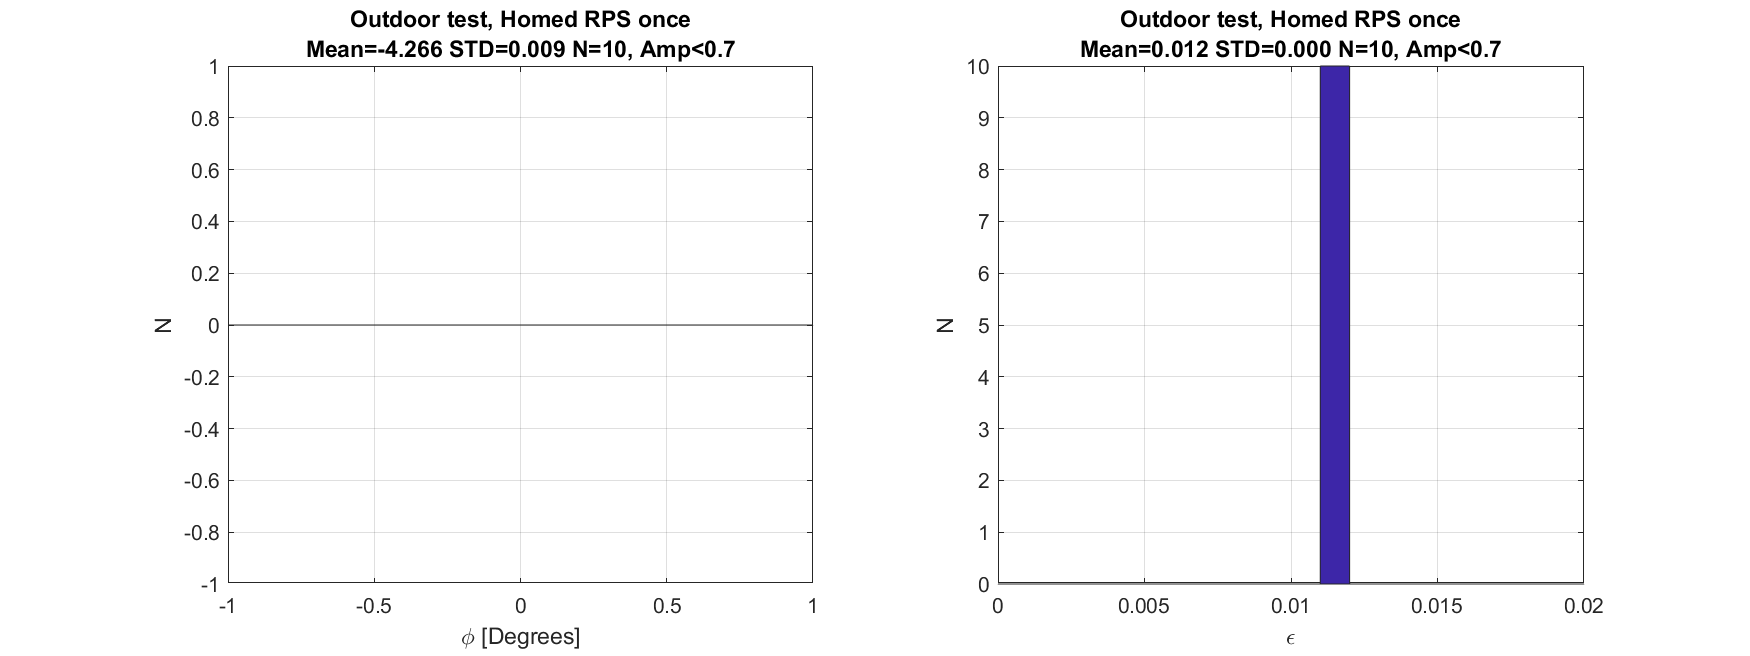 Outdoor test, Homed RPS once
Mean=-4.266 STD=0.009 N=10, Amp<0.7
1
0.8
0.6
0.4
0.2
0
-0.2
-0.4
-0.6
-0.8
-1
N
-1 -0.5 0 0.5 1
ϕ [Degrees]
Outdoor test, Homed RPS once
Mean=0.012 STD=0.000 N=10, Amp<0.7
10
9
8
7
6
5
4
3
2
1
0
N
0 0.005 0.01 0.015 0.02
ϵ